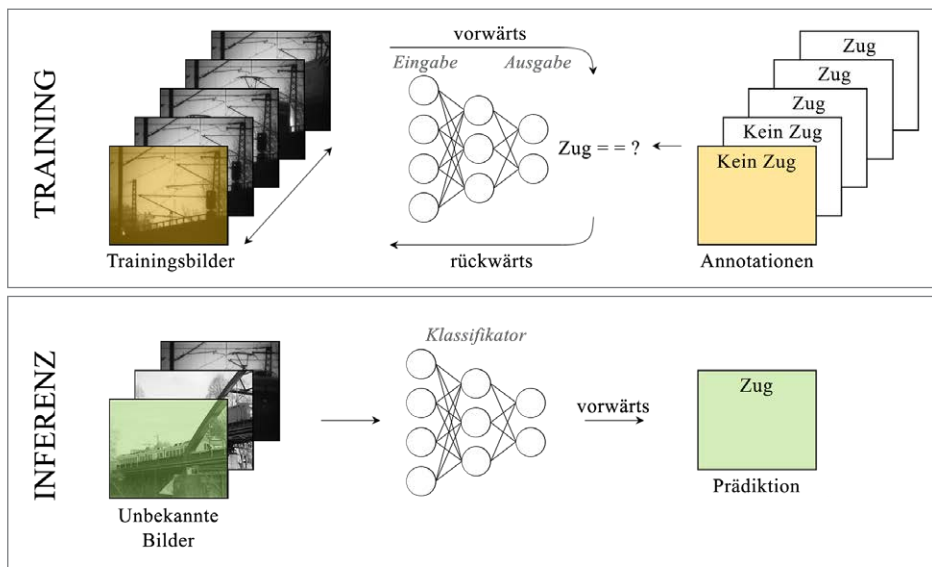 TRAINING
vorwärts
Eingabe
Ausgabe
Zug = = ?
rückwärts
Trainingsbilder
Zug
Zug
Zug
Kein Zug
Kein Zug
Annotationen
INFERENZ
Klassifikator
vorwärts
Zug
Unbekannte
Bilder
Prädiktion